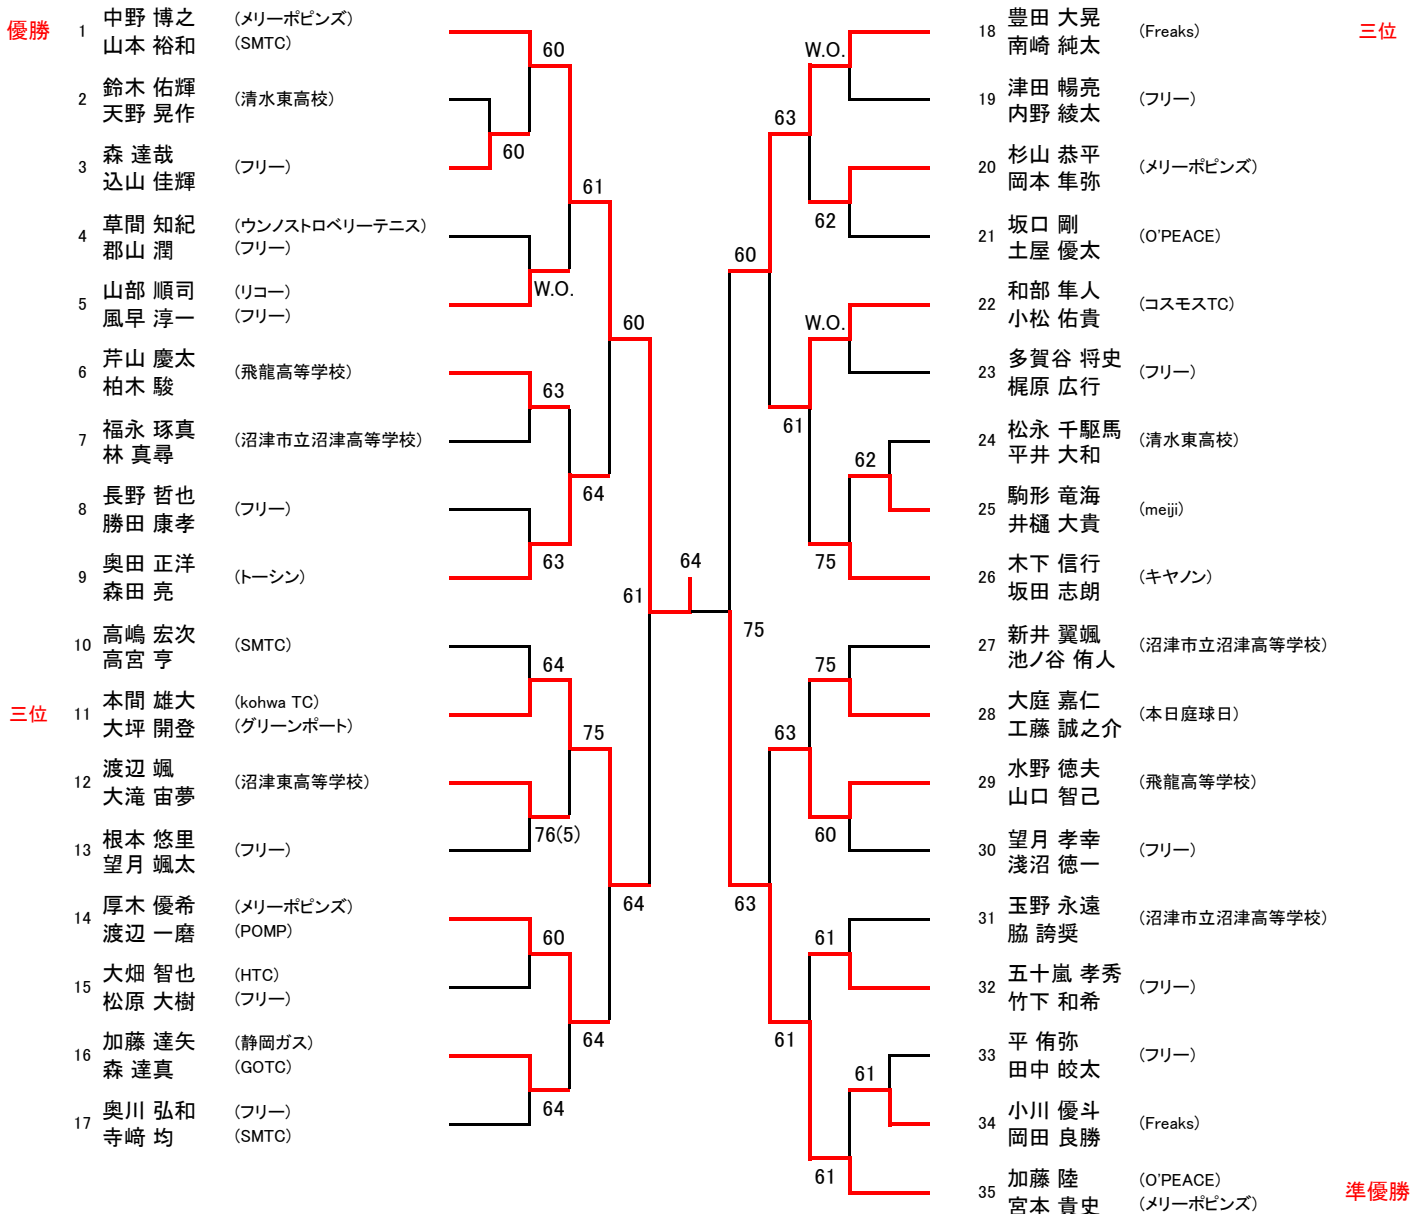 優勝
1
中野 博之
(メリーポピンズ)
山本 裕和
(SMTC)
2
鈴木 佑輝
天野 晃作
(清水東高校)
3
森 達哉
込山 佳輝
(フリー)
4
草間 知紀
(ウンノストロベリーテニス)
郡山 潤
(フリー)
5
山部 順司
(リコー)
風早 淳一
(フリー)
6
芹山 慶太
柏木 駿
(飛龍高等学校)
7
福永 琢真
林 真尋
(沼津市立沼津高等学校)
8
長野 哲也
勝田 康孝
(フリー)
9
奥田 正洋
森田 亮
(トーシン)
10
高嶋 宏次
高宮 亨
(SMTC)
三位
11
本間 雄大
(kohwa TC)
大坪 開登
(グリーンポート)
12
渡辺 颯
大滝 宙夢
(沼津東高等学校)
13
根本 悠里
望月 颯太
(フリー)
14
厚木 優希
(メリーポピンズ)
渡辺 一磨
(POMP)
15
大畑 智也
(HTC)
松原 大樹
(フリー)
16
加藤 達矢
(静岡ガス)
森 達真
(GOTC)
17
奥川 弘和
(フリー)
寺﨑 均
(SMTC)
60
60
61
W.O.
60
63
64
63
61
64
75
76(5)
64
60
64
64
64
75
W.O.
63
62
60
W.O.
61
62
75
75
63
60
63
61
61
61
61
18
豊田 大晃
南崎 純太
(Freaks)
三位
19
津田 暢亮
内野 綾太
(フリー)
20
杉山 恭平
岡本 隼弥
(メリーポピンズ)
21
坂口 剛
土屋 優太
(O'PEACE)
22
和部 隼人
小松 佑貴
(コスモスTC)
23
多賀谷 将史
梶原 広行
(フリー)
24
松永 千駆馬
平井 大和
(清水東高校)
25
駒形 竜海
井樋 大貴
(meiji)
26
木下 信行
坂田 志朗
(キヤノン)
27
新井 翼颯
池ノ谷 侑人
(沼津市立沼津高等学校)
28
大庭 嘉仁
工藤 誠之介
(本日庭球日)
29
水野 徳夫
山口 智己
(飛龍高等学校)
30
望月 孝幸
淺沼 徳一
(フリー)
31
玉野 永遠
脇 誇奨
(沼津市立沼津高等学校)
32
五十嵐 孝秀
竹下 和希
(フリー)
33
平 侑弥
田中 皎太
(フリー)
34
小川 優斗
岡田 良勝
(Freaks)
35
加藤 陸
(O'PEACE)
宮本 貴史
(メリーポピンズ)
準優勝